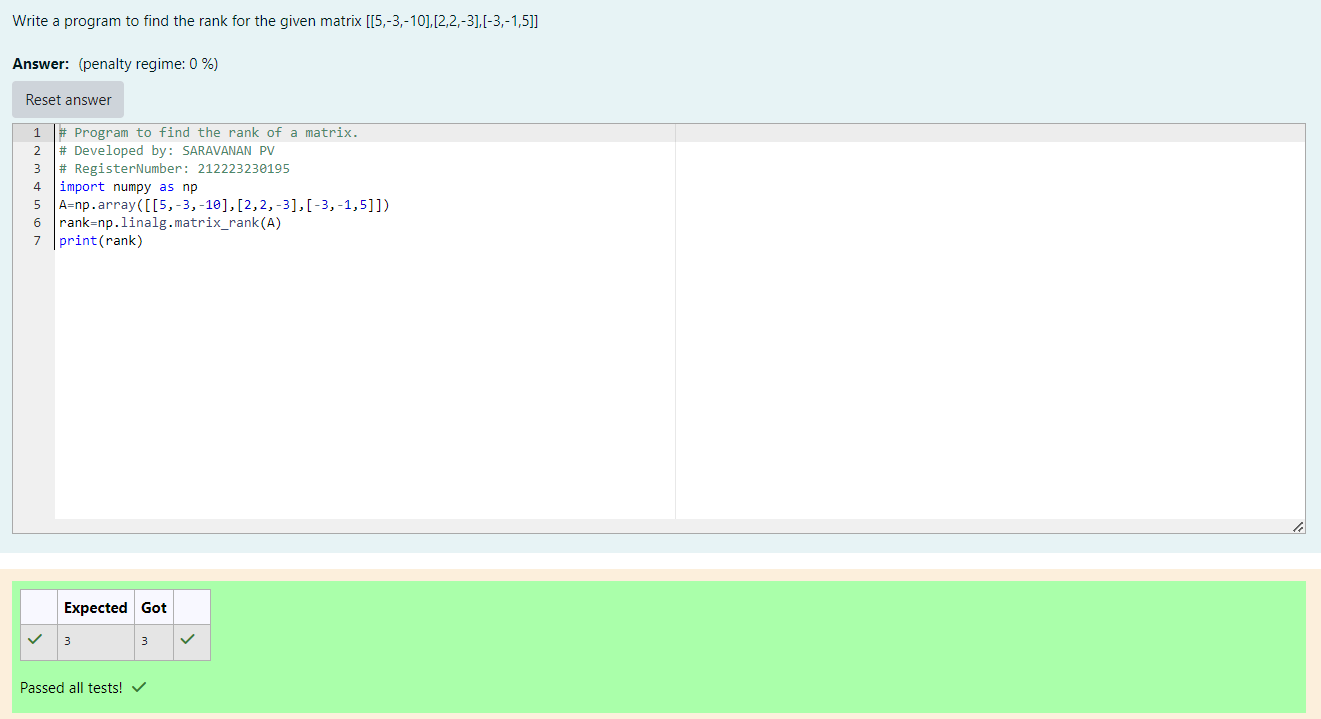 Write a program to find the rank for the given matrix [[5,-3,-10],[2,2,-3],[-3,-1,5]]
Answer: (penalty regime: 0 %)
Reset answer
1 # Program to find the rank of a matrix.
2 # Developed by: SARAVANAN PV
3 # RegisterNumber: 212223230195
4 import numpy as np
5 A=np.array([[5,-3,-10],[2,2,-3],[-3,-1,5]])
6 rank=np.linalg.matrix_rank(A)
7 print(rank)
Expected Got
3 3
Passed all tests!